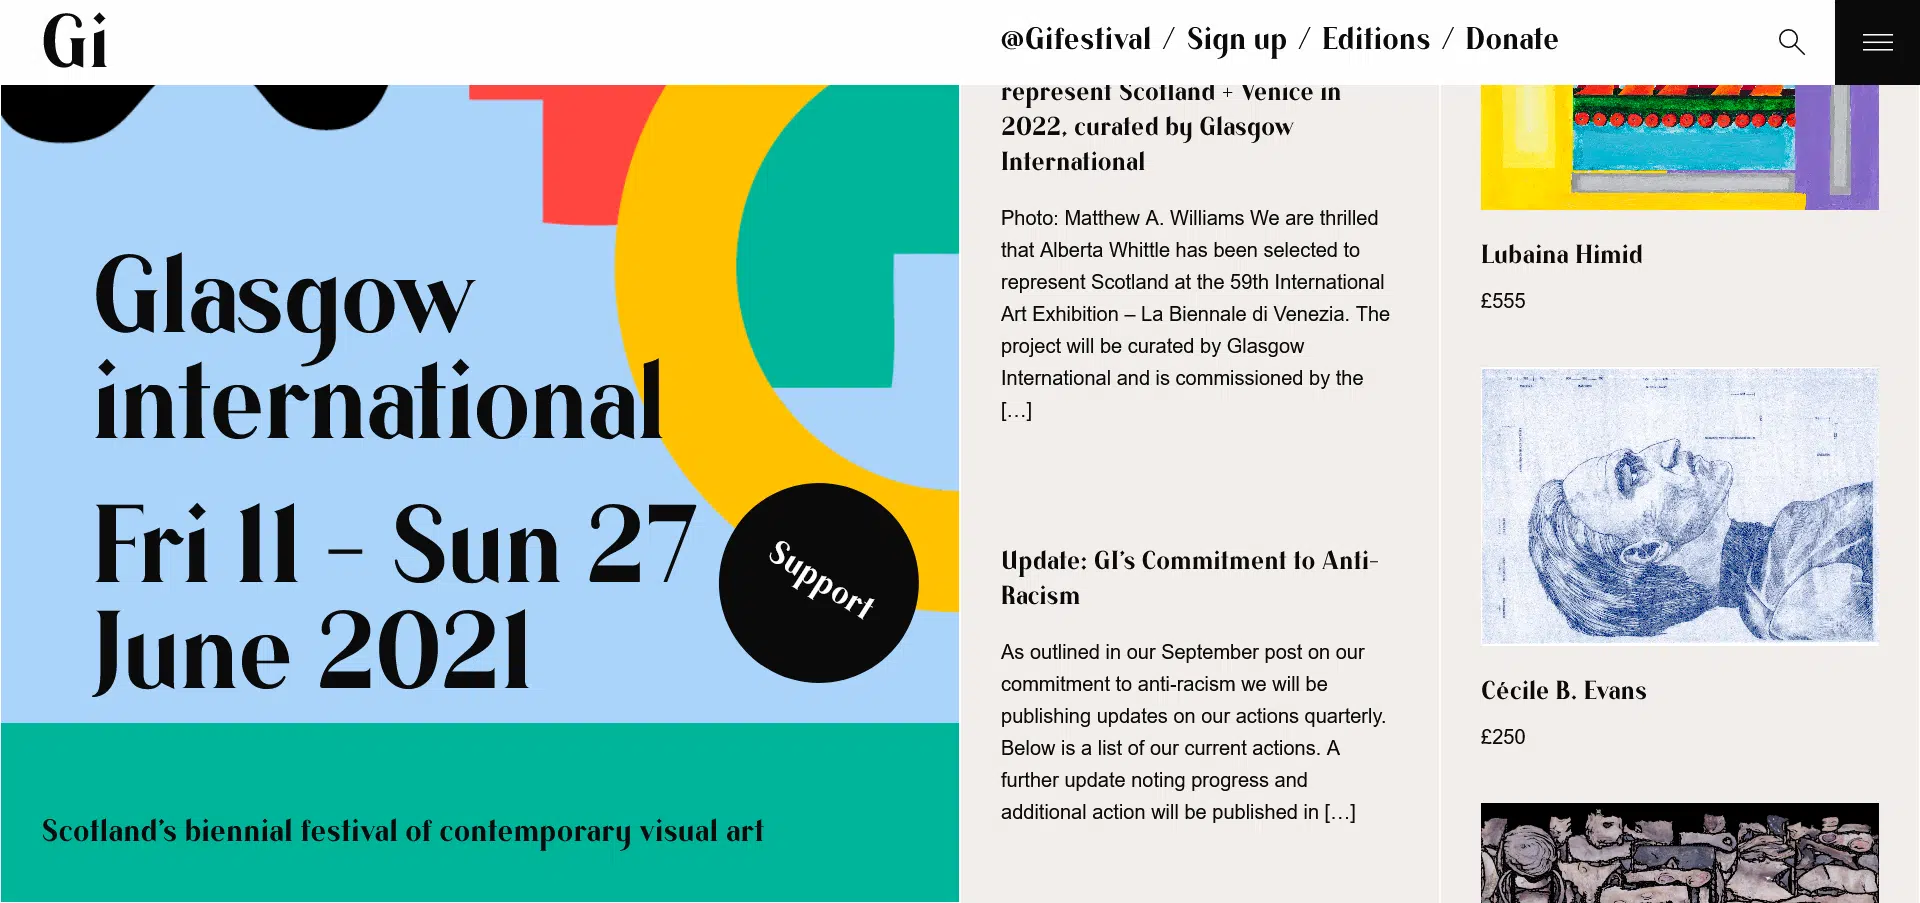 Gi
@Gifestival / Sign up / Editions / Donate
Glasgow
international
Fri 11 – Sun 27
June 2021
Support
Scotland's biennial festival of contemporary visual art
represent Scotland + Venice in
2022, curated by Glasgow
International
Photo: Matthew A. Williams We are thrilled
that Alberta Whittle has been selected to
represent Scotland at the 59th International
Art Exhibition – La Biennale di Venezia. The
project will be curated by Glasgow
International and is commissioned by the
[…]
Update: GI's Commitment to Anti-
Racism
As outlined in our September post on our
commitment to anti-racism we will be
publishing updates on our actions quarterly.
Below is a list of our current actions. A
further update noting progress and
additional action will be published in […]
Lubaina Himid
£555
Cécile B. Evans
£250